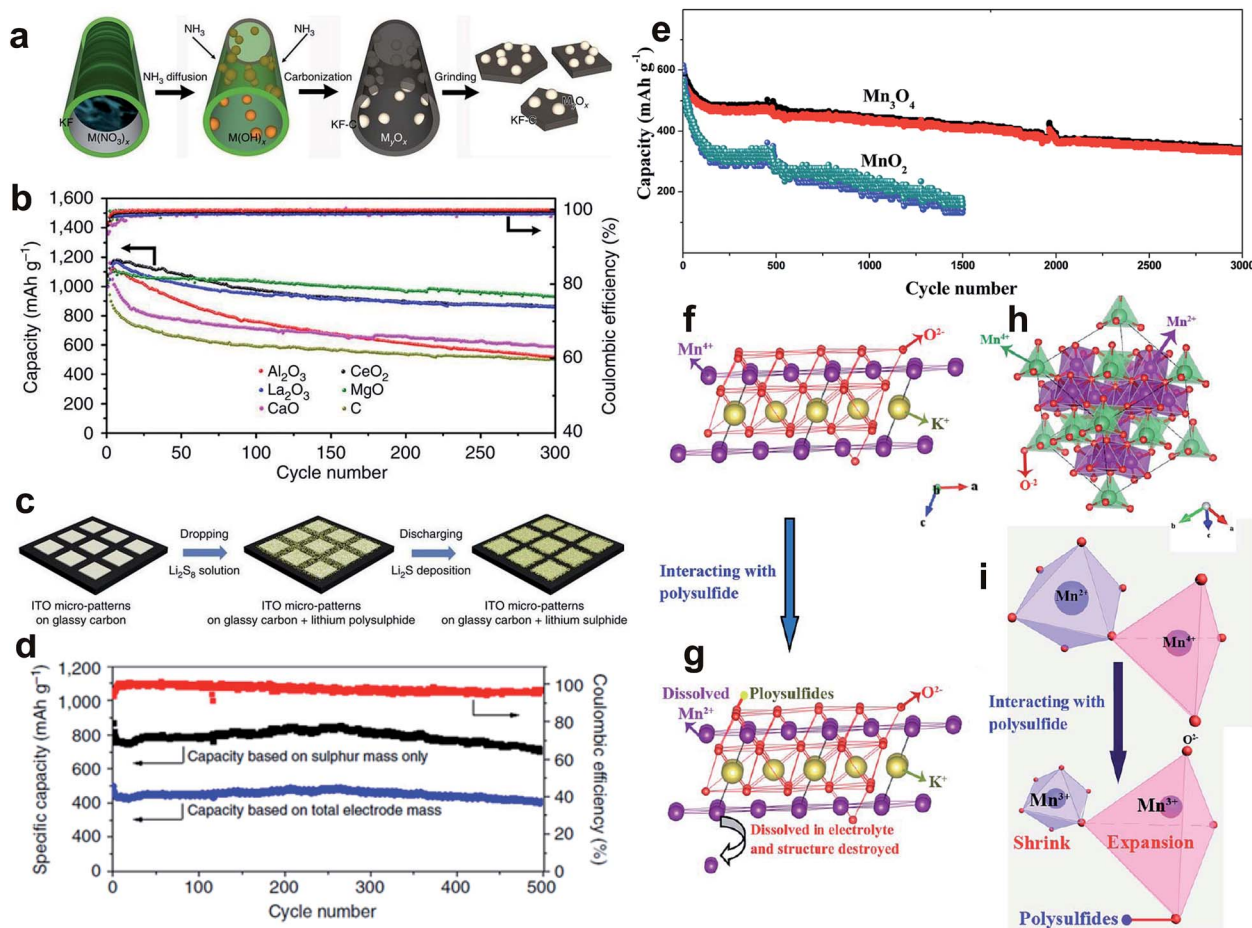 a
NH₃
NH₃
NH₃ diffusion
Carbonization
Grinding
KF
M(NO₃)ₓ
M(OH)ₓ
KF-C
MᵧOₓ
KF-C
MᵧOₓ
b
1,600
1,400
1,200
1,000
800
600
400
200
0
Capacity (mAh g⁻¹)
100
80
60
40
Coulombic efficiency (%)
Al₂O₃
CeO₂
La₂O₃
MgO
CaO
C
0
50
100
150
200
250
300
Cycle number
c
Dropping
Li₂S₈ solution
Discharging
Li₂S deposition
ITO micro-patterns
on glassy carbon
ITO micro-patterns
on glassy carbon + lithium polysulphide
ITO micro-patterns
on glassy carbon + lithium sulphide
d
1,200
1,000
800
600
400
200
0
Specific capacity (mAh g⁻¹)
100
80
60
40
20
0
Coulombic efficiency (%)
Capacity based on sulphur mass only
Capacity based on total electrode mass
0
100
200
300
400
500
Cycle number
e
Capacity (mAh g⁻¹)
800
600
400
200
Mn₃O₄
MnO₂
0
500
1000
1500
2000
2500
3000
Cycle number
f
Mn⁴⁺
O²⁻
K⁺
b
a
c
Interacting with
polysulfide
g
Dissolved
Mn²⁺
Ploysulfides
O²⁻
K⁺
Dissolved in electrolyte
and structure destroyed
h
Mn⁴⁺
Mn²⁺
O⁻²
b
c
a
i
Mn²⁺
Mn⁴⁺
Interacting with
polysulfide
O²⁻
Mn³⁺
Mn³⁺
Shrink
Expansion
Polysulfides